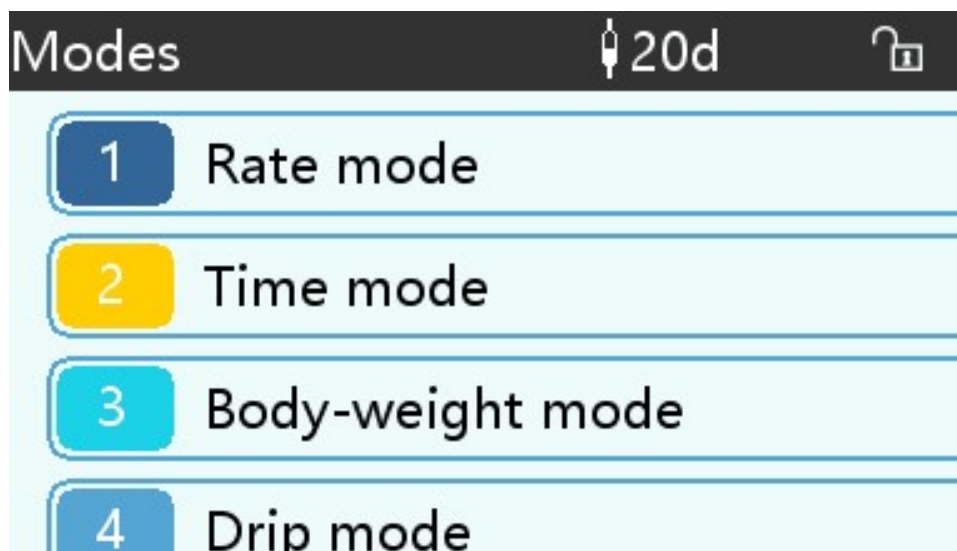 Modes 20d
1 Rate mode
2 Time mode
3 Body-weight mode
4 Drip mode